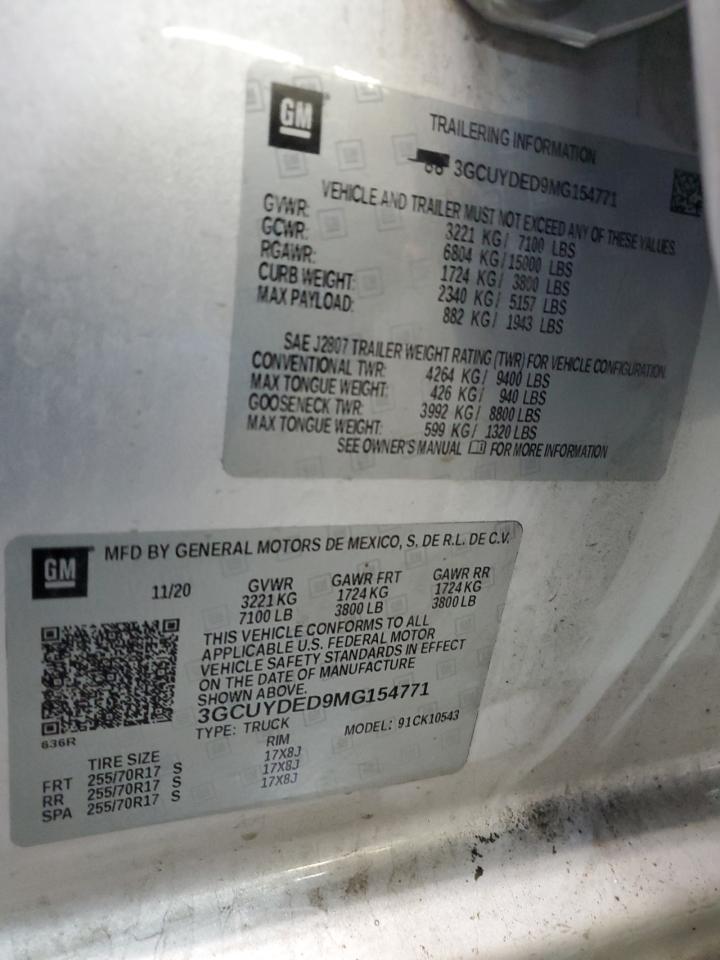 GM
TRAILERING INFORMATION
3GCUYDED9MG154771
VEHICLE AND TRAILER MUST NOT EXCEED ANY OF THESE VALUES.
GVWR: 3221 KG/ 7100 LBS
GCWR: 6804 KG/ 15000 LBS
RGAWR: 1724 KG/ 3800 LBS
CURB WEIGHT: 2340 KG/ 5157 LBS
MAX PAYLOAD: 882 KG/ 1943 LBS
SAE J2807 TRAILER WEIGHT RATING (TWR) FOR VEHICLE CONFIGURATION.
CONVENTIONAL TWR: 4264 KG/ 9400 LBS
MAX TONGUE WEIGHT: 426 KG/ 940 LBS
GOOSENECK TWR: 3992 KG/ 8800 LBS
MAX TONGUE WEIGHT: 599 KG/ 1320 LBS
SEE OWNER'S MANUAL FOR MORE INFORMATION
GM MFD BY GENERAL MOTORS DE MEXICO, S. DE R.L. DE C.V.
11/20 GVWR GAWR FRT GAWR RR
3221 KG 1724 KG 1724 KG
7100 LB 3800 LB 3800 LB
THIS VEHICLE CONFORMS TO ALL
APPLICABLE U.S. FEDERAL MOTOR
VEHICLE SAFETY STANDARDS IN EFFECT
ON THE DATE OF MANUFACTURE
SHOWN ABOVE.
3GCUYDED9MG154771
TYPE: TRUCK MODEL: 91CK10543
636R
TIRE SIZE RIM
FRT 255/70R17 S 17X8J
RR 255/70R17 S 17X8J
SPA 255/70R17 S 17X8J